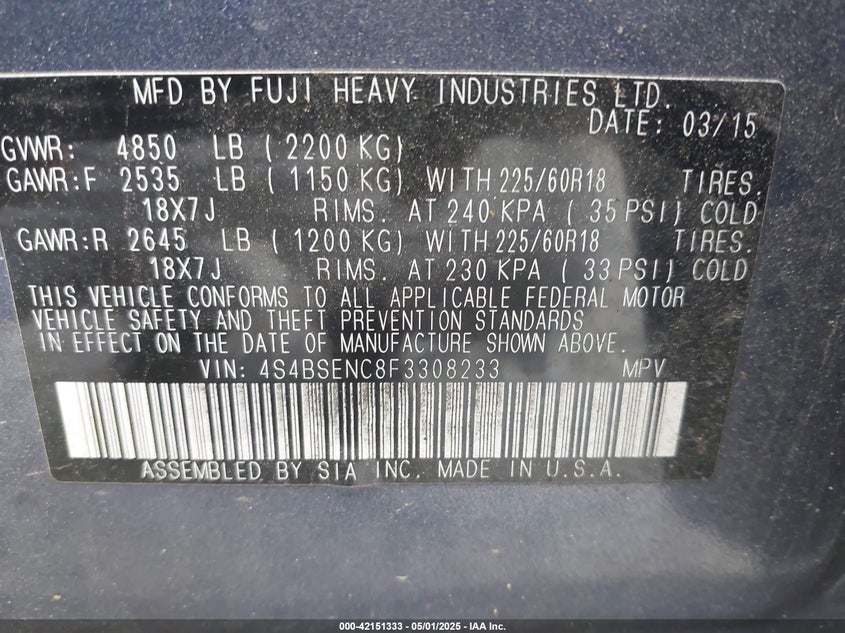 MFD BY FUJI HEAVY INDUSTRIES LTD.
DATE: 03/15
GVWR: 4850 LB (2200 KG)
GAWR:F 2535 LB (1150 KG) WITH 225/60R18 TIRES.
18X7J RIMS. AT 240 KPA (35 PSI) COLD
GAWR:R 2645 LB (1200 KG) WITH 225/60R18 TIRES.
18X7J RIMS. AT 230 KPA (33 PSI) COLD
THIS VEHICLE CONFORMS TO ALL APPLICABLE FEDERAL MOTOR
VEHICLE SAFETY AND THEFT PREVENTION STANDARDS
IN EFFECT ON THE DATE OF MANUFACTURE SHOWN ABOVE.
VIN: 4S4BSENC8F3308233 MPV
ASSEMBLED BY SIA INC. MADE IN U.S.A.
000-42151333 - 05/01/2025 - IAA Inc.